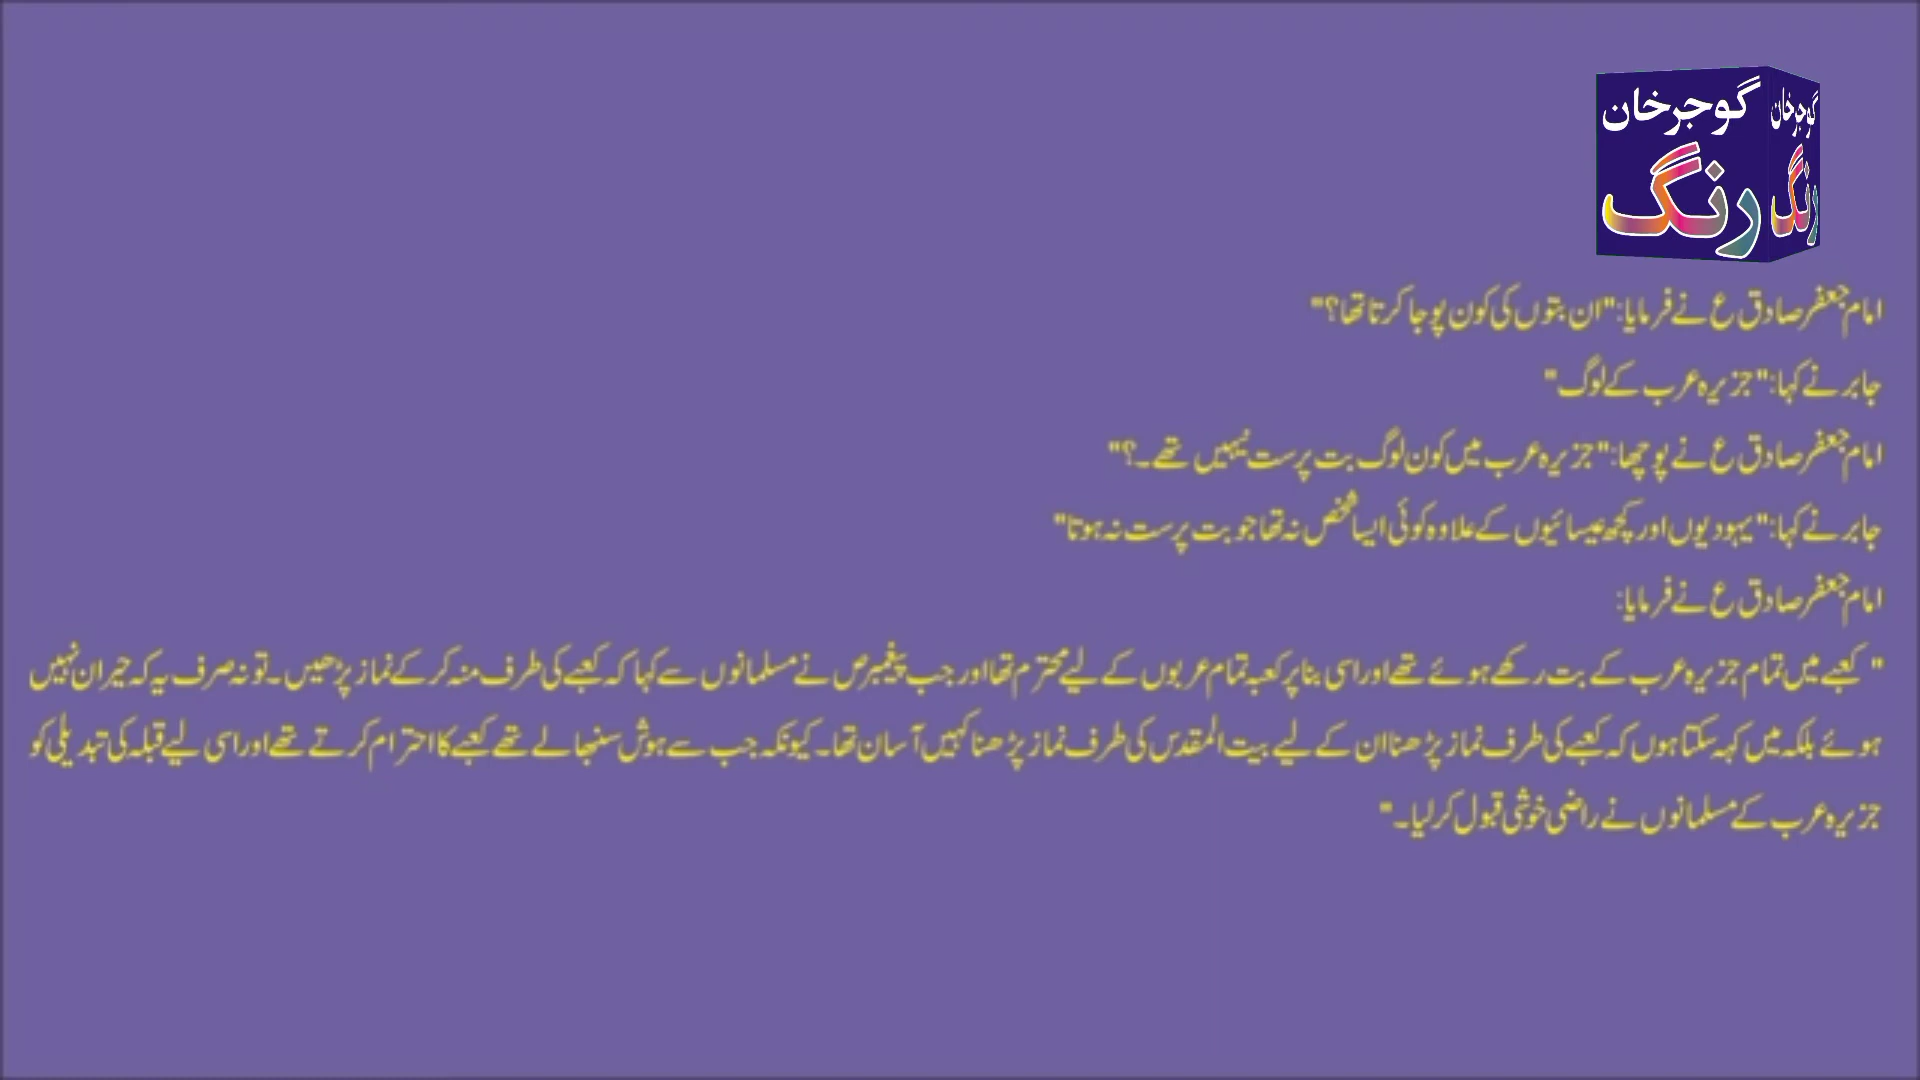 گوجرخان
رنگ
گوجرخان
رنگ
امام جعفر صادق ع نے فرمایا: "ان بتوں کی کون پوجا کرتا تھا؟"
جابر نے کہا: "جزیرہ عرب کے لوگ"
امام جعفر صادق ع نے پوچھا: "جزیرہ عرب میں کون لوگ بت پرست نہیں تھے۔؟"
جابر نے کہا: "یہودیوں اور کچھ عیسائیوں کے علاوہ کوئی ایسا شخص نہ تھا جو بت پرست نہ ہوتا"
امام جعفر صادق ع نے فرمایا:
" کعبے میں تمام جزیرہ عرب کے بت رکھے ہوئے تھے اور اسی بنا پر کعبہ تمام عربوں کے لیے محترم تھا اور جب پیغمبر ص نے مسلمانوں سے کہا کہ کعبے کی طرف منہ کر کے نماز پڑھیں۔ تو نہ صرف یہ کہ حیران نہیں
ہوئے بلکہ میں کہہ سکتا ہوں کہ کعبے کی طرف نماز پڑھنا ان کے لیے بیت المقدس کی طرف نماز پڑھنا کہیں آسان تھا۔ کیونکہ جب سے ہوش سنبھالے تھے کعبے کا احترام کرتے تھے اور اسی لیے قبلہ کی تبدیلی کو
جزیرہ عرب کے مسلمانوں نے راضی خوشی قبول کر لیا۔"